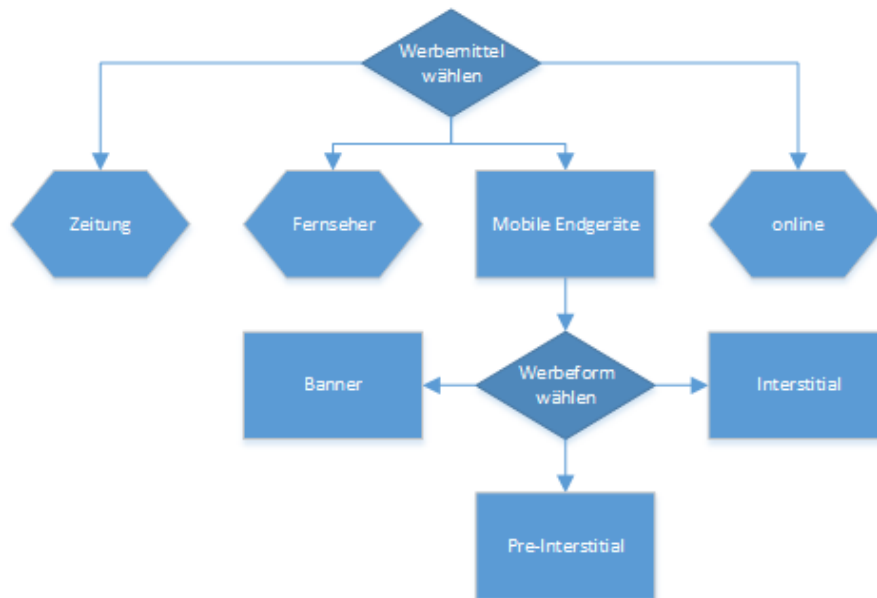 Werbemittel
wählen
Zeitung
Fernseher
Mobile Endgeräte
online
Banner
Werbeform
wählen
Interstitial
Pre-Interstitial